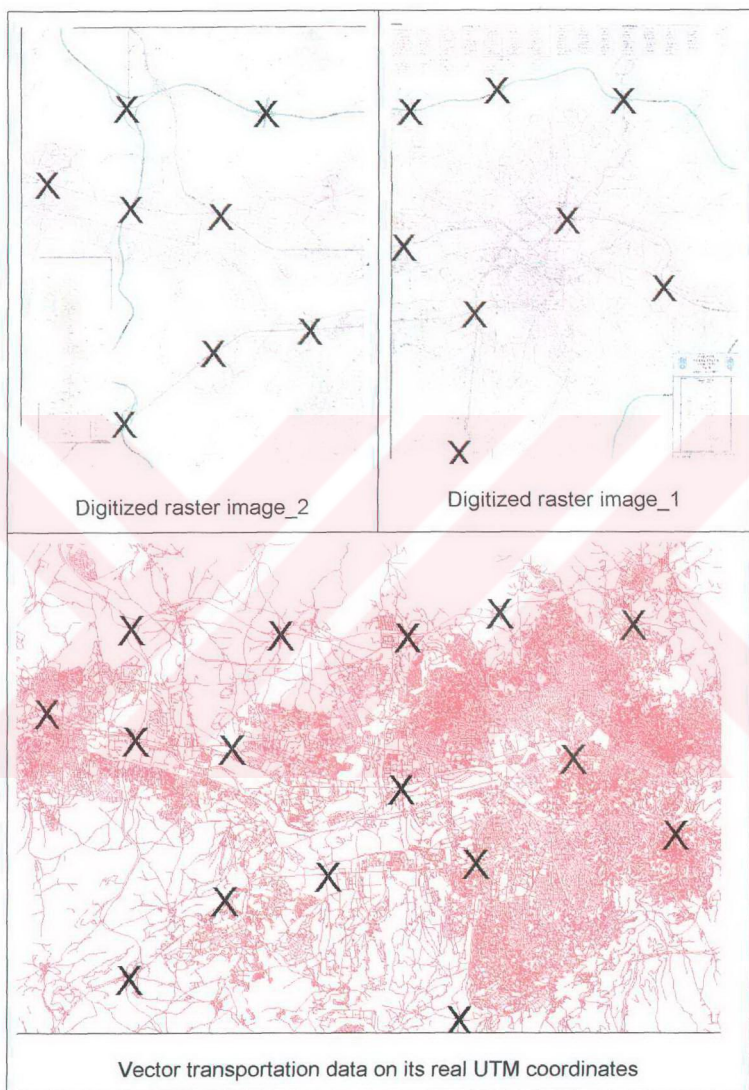 Digitized raster image_2
Digitized raster image_1
Vector transportation data on its real UTM coordinates